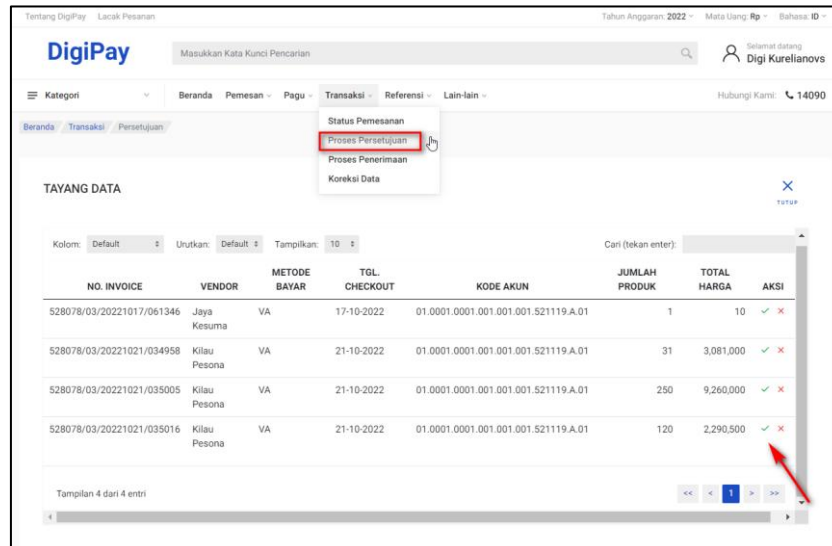 Tentang DigiPay Lacak Pesanan Tahun Anggaran: 2022 Mata Uang: Rp Bahasa: ID
DigiPay Masukkan Kata Kunci Pencarian Selamat datang
Digi Kurelianovs
Kategori Beranda Pemesan Pagu Transaksi Referensi Lain-lain Hubungi Kami: 14090
Beranda / Transaksi / Persetujuan
Status Pemesanan
Proses Persetujuan
Proses Penerimaan
Koreksi Data
TAYANG DATA
TUTUP
Kolom: Default Urutkan: Default Tampilkan: 10 Cari (tekan enter):
NO. INVOICE VENDOR METODE BAYAR TGL. CHECKOUT KODE AKUN JUMLAH PRODUK TOTAL HARGA AKSI
528078/03/20221017/061346 Jaya Kesuma VA 17-10-2022 01.0001.0001.001.001.001.521119.A.01 1 10
528078/03/20221021/034958 Kilau Pesona VA 21-10-2022 01.0001.0001.001.001.001.521119.A.01 31 3,081,000
528078/03/20221021/035005 Kilau Pesona VA 21-10-2022 01.0001.0001.001.001.001.521119.A.01 250 9,260,000
528078/03/20221021/035016 Kilau Pesona VA 21-10-2022 01.0001.0001.001.001.001.521119.A.01 120 2,290,500
Tampilan 4 dari 4 entri << < 1 > >>